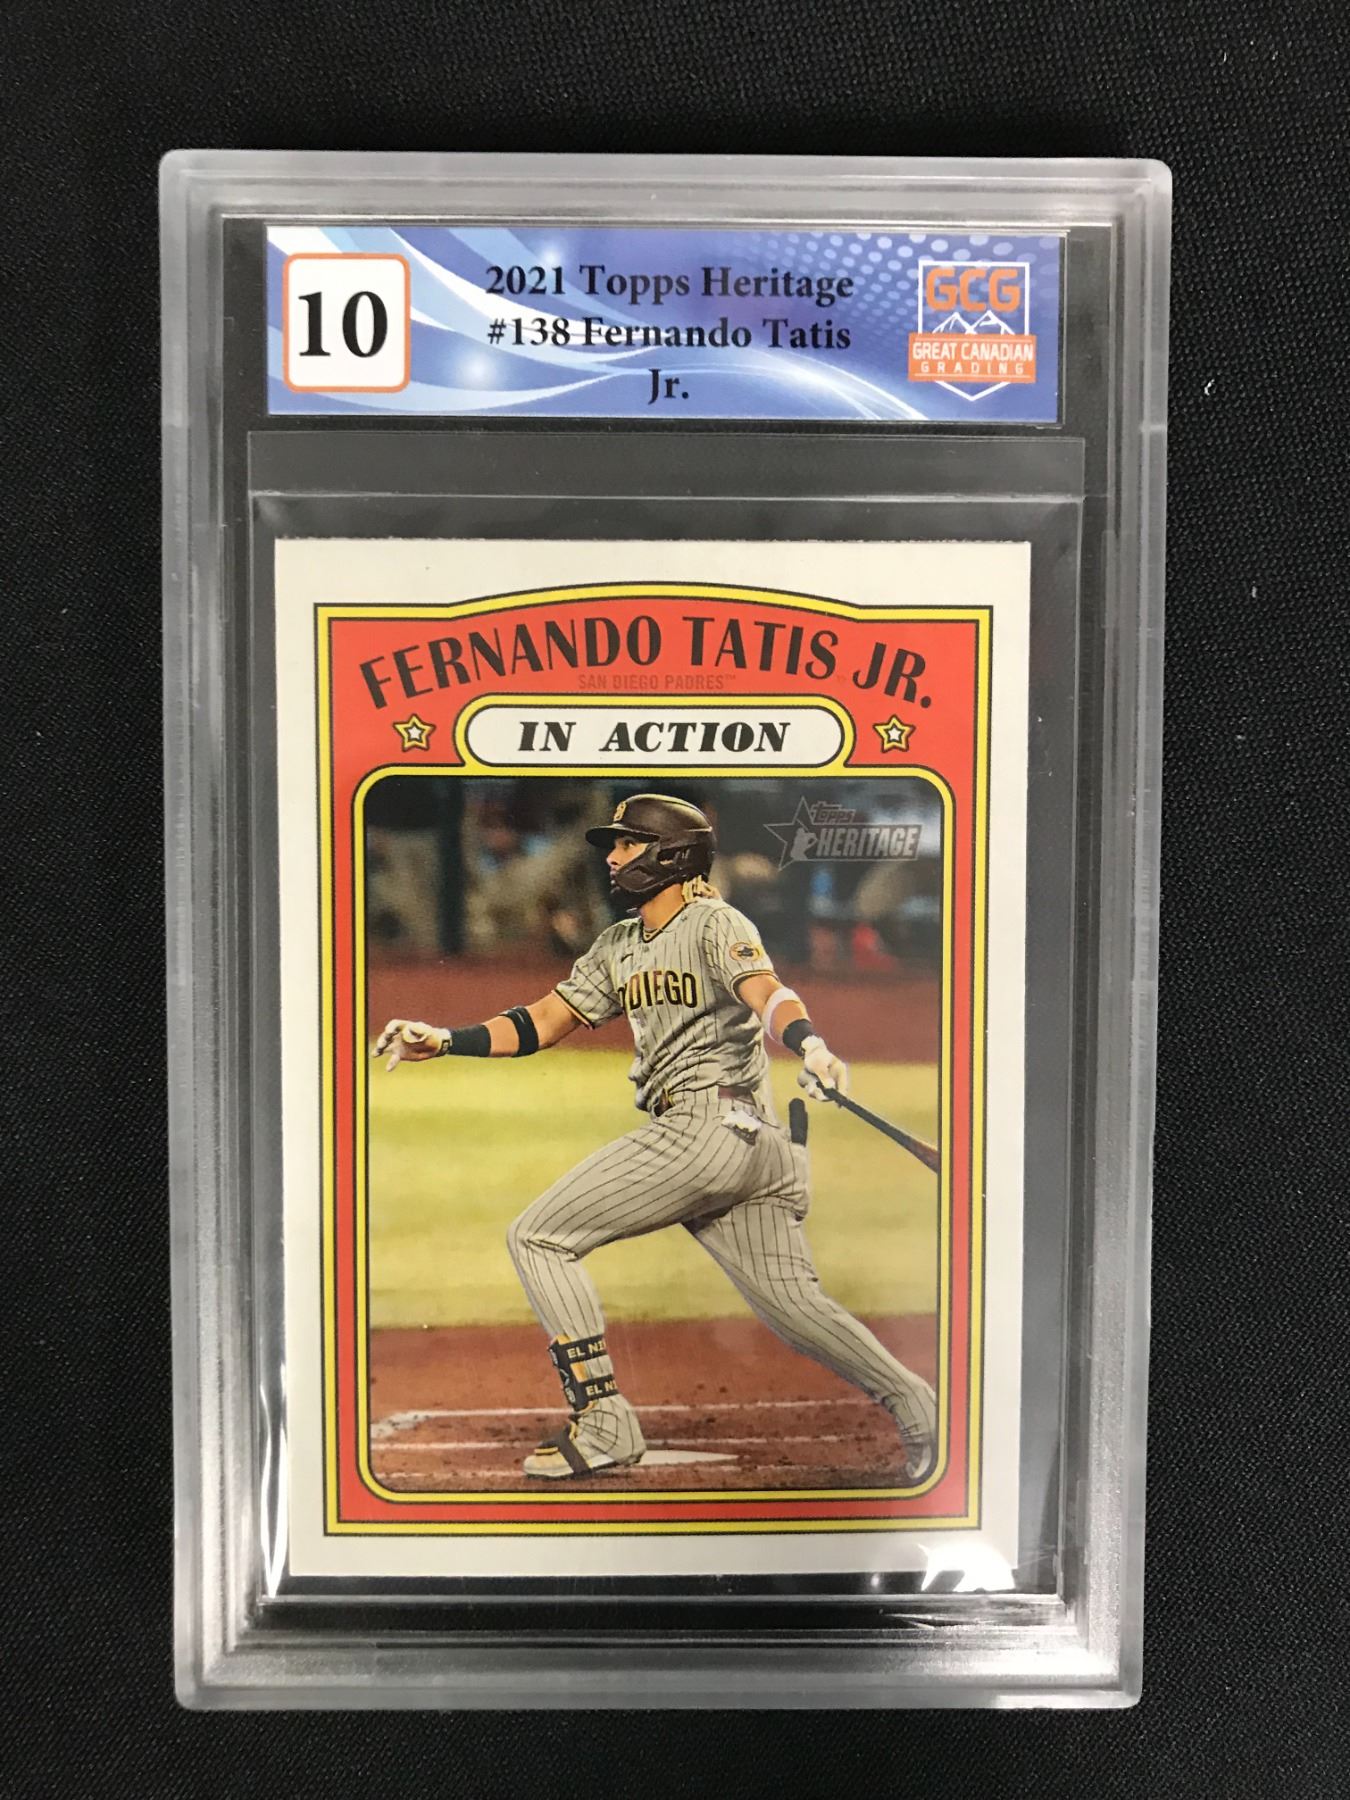 10
2021 Topps Heritage
#138 Fernando Tatis
Jr.
GCG
GREAT CANADIAN
GRADING
FERNANDO TATIS JR.
SAN DIEGO PADRES™
IN ACTION
Topps
HERITAGE
DIEGO
EL NI
EL NI